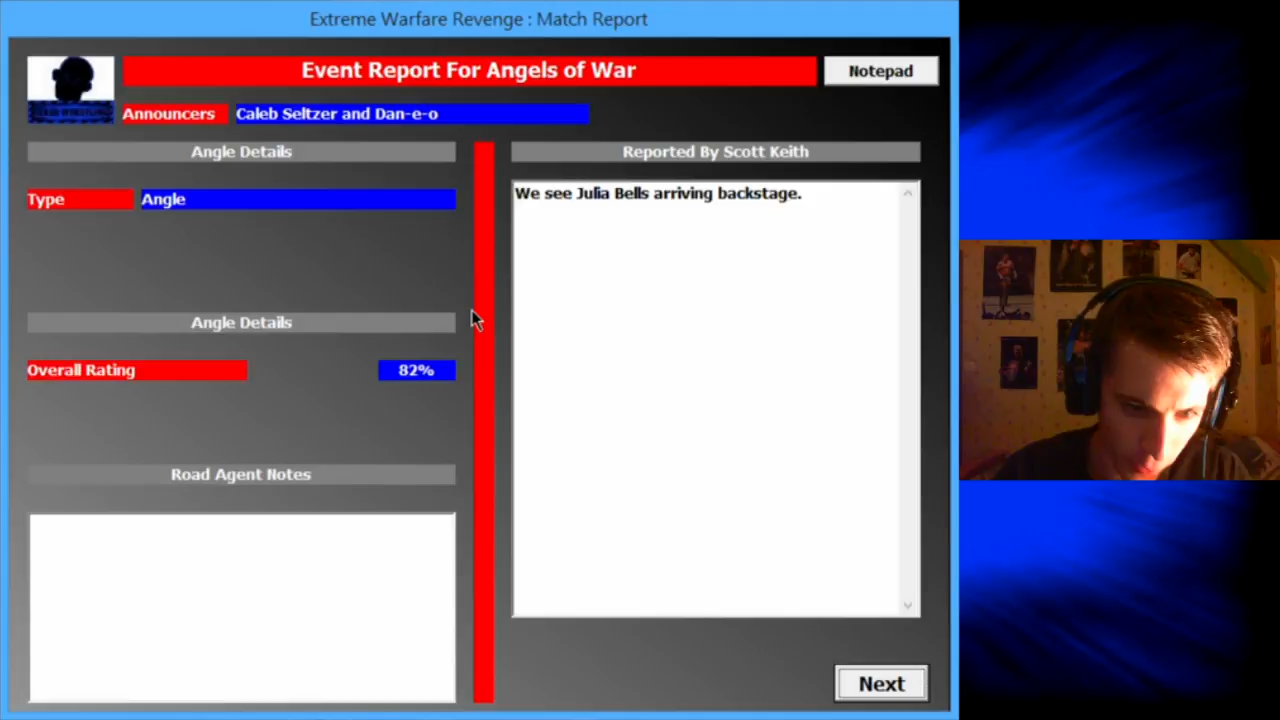 Extreme Warfare Revenge : Match Report
Event Report For Angels of War
Notepad
Announcers
Caleb Seltzer and Dan-e-o
Angle Details
Type
Angle
Angle Details
Overall Rating
82%
Road Agent Notes
Reported By Scott Keith
We see Julia Bells arriving backstage.
Next